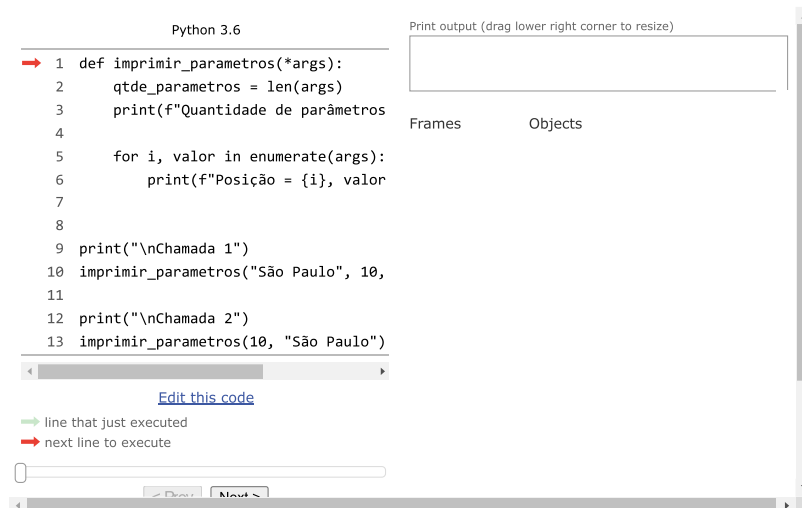 Python 3.6
1 def imprimir_parametros(*args):
2 qtde_parametros = len(args)
3 print(f"Quantidade de parâmetros
4
5 for i, valor in enumerate(args):
6 print(f"Posição = {i}, valor
7
8
9 print("\nChamada 1")
10 imprimir_parametros("São Paulo", 10,
11
12 print("\nChamada 2")
13 imprimir_parametros(10, "São Paulo")
Edit this code
line that just executed
next line to execute
< Prev Next >
Print output (drag lower right corner to resize)
Frames Objects